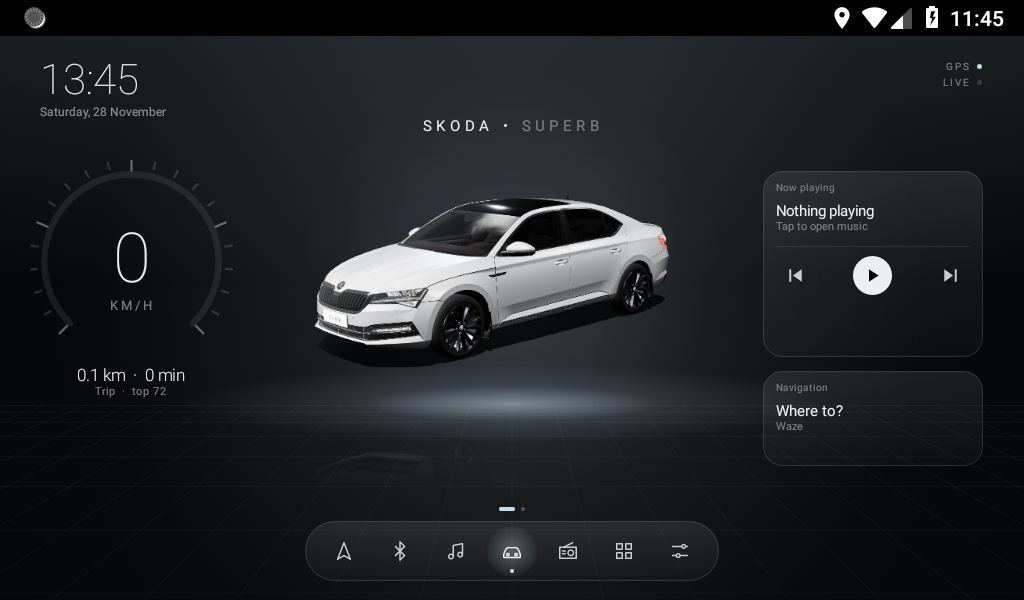 11:45
13:45
Saturday, 28 November
GPS
LIVE
SKODA • SUPERB
0
KM/H
0.1 km · 0 min
Trip · top 72
Now playing
Nothing playing
Tap to open music
Navigation
Where to?
Waze